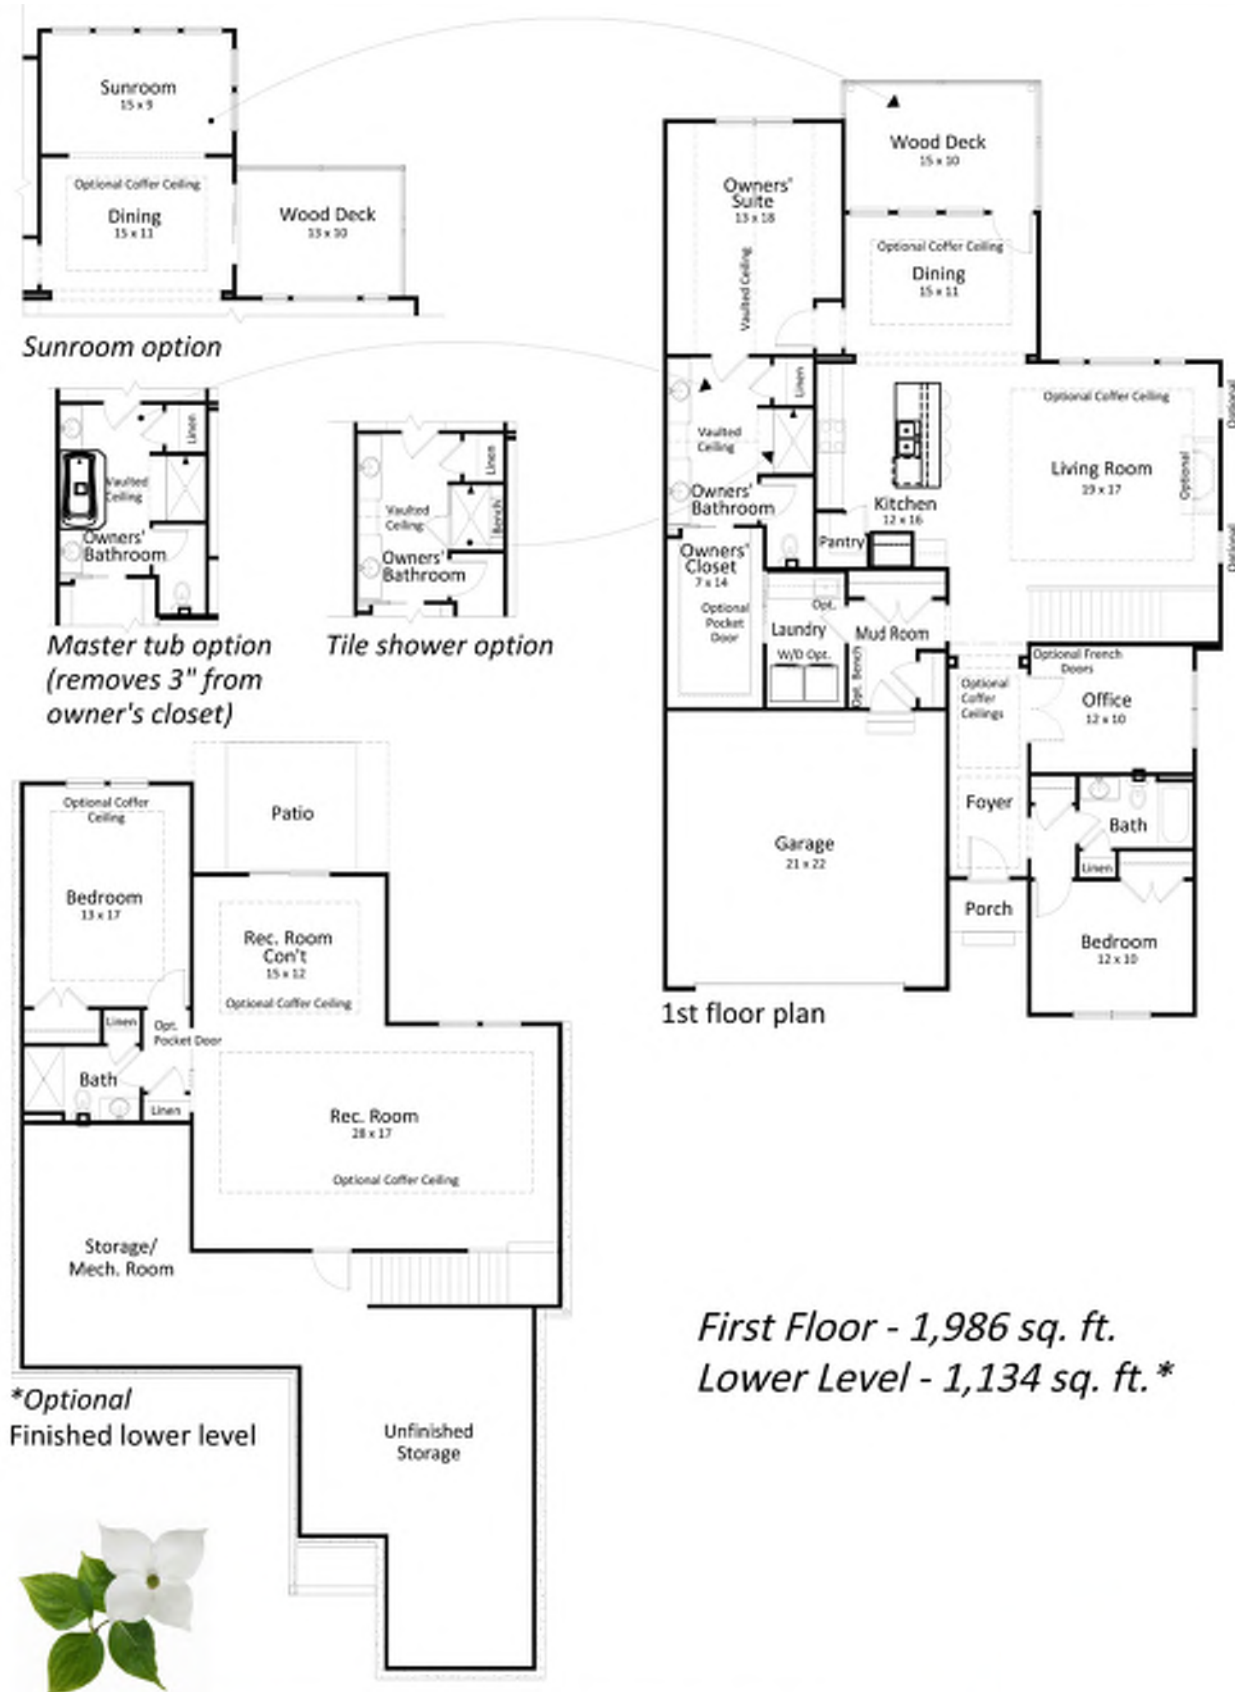 Sunroom
15 x 9
Optional Coffer Ceiling
Dining
15 x 11
Wood Deck
13 x 10
Sunroom option
Linen
Vaulted
Ceiling
Owners'
Bathroom
Master tub option
(removes 3" from
owner's closet)
Linen
Vaulted
Ceiling
Bench
Owners'
Bathroom
Tile shower option
Wood Deck
15 x 10
Owners'
Suite
13 x 18
Vaulted Ceiling
Optional Coffer Ceiling
Dining
15 x 11
Linen
Vaulted
Ceiling
Owners'
Bathroom
Kitchen
12 x 16
Pantry
Optional Coffer Ceiling
Living Room
19 x 17
Optional
Optional
Optional
Owners'
Closet
7 x 14
Optional
Pocket
Door
Opt.
Laundry
W/D Opt.
Mud Room
Opt. Bench
Optional
Coffer
Ceilings
Optional French
Doors
Office
12 x 10
Foyer
Bath
Linen
Garage
21 x 22
Porch
Bedroom
12 x 10
1st floor plan
Patio
Optional Coffer
Ceiling
Bedroom
13 x 17
Rec. Room
Con't
15 x 12
Optional Coffer Ceiling
Linen
Opt.
Pocket Door
Bath
Linen
Rec. Room
28 x 17
Optional Coffer Ceiling
Storage/
Mech. Room
Unfinished
Storage
*Optional
Finished lower level
First Floor - 1,986 sq. ft.
Lower Level - 1,134 sq. ft.*